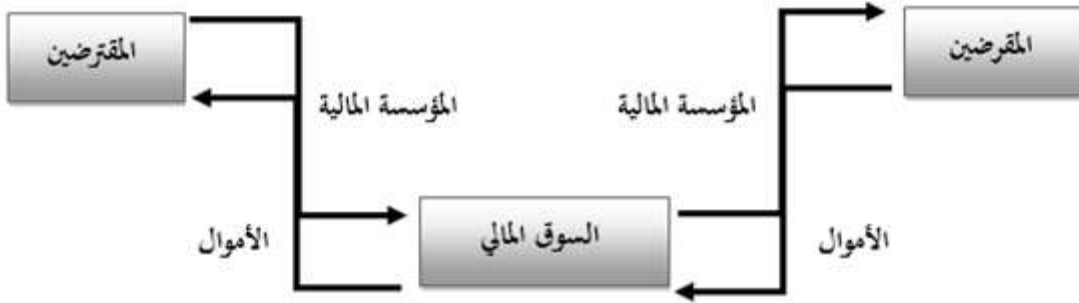 المقرضين
المقترضين
المؤسسة المالية
المؤسسة المالية
الأموال
السوق المالي
الأموال